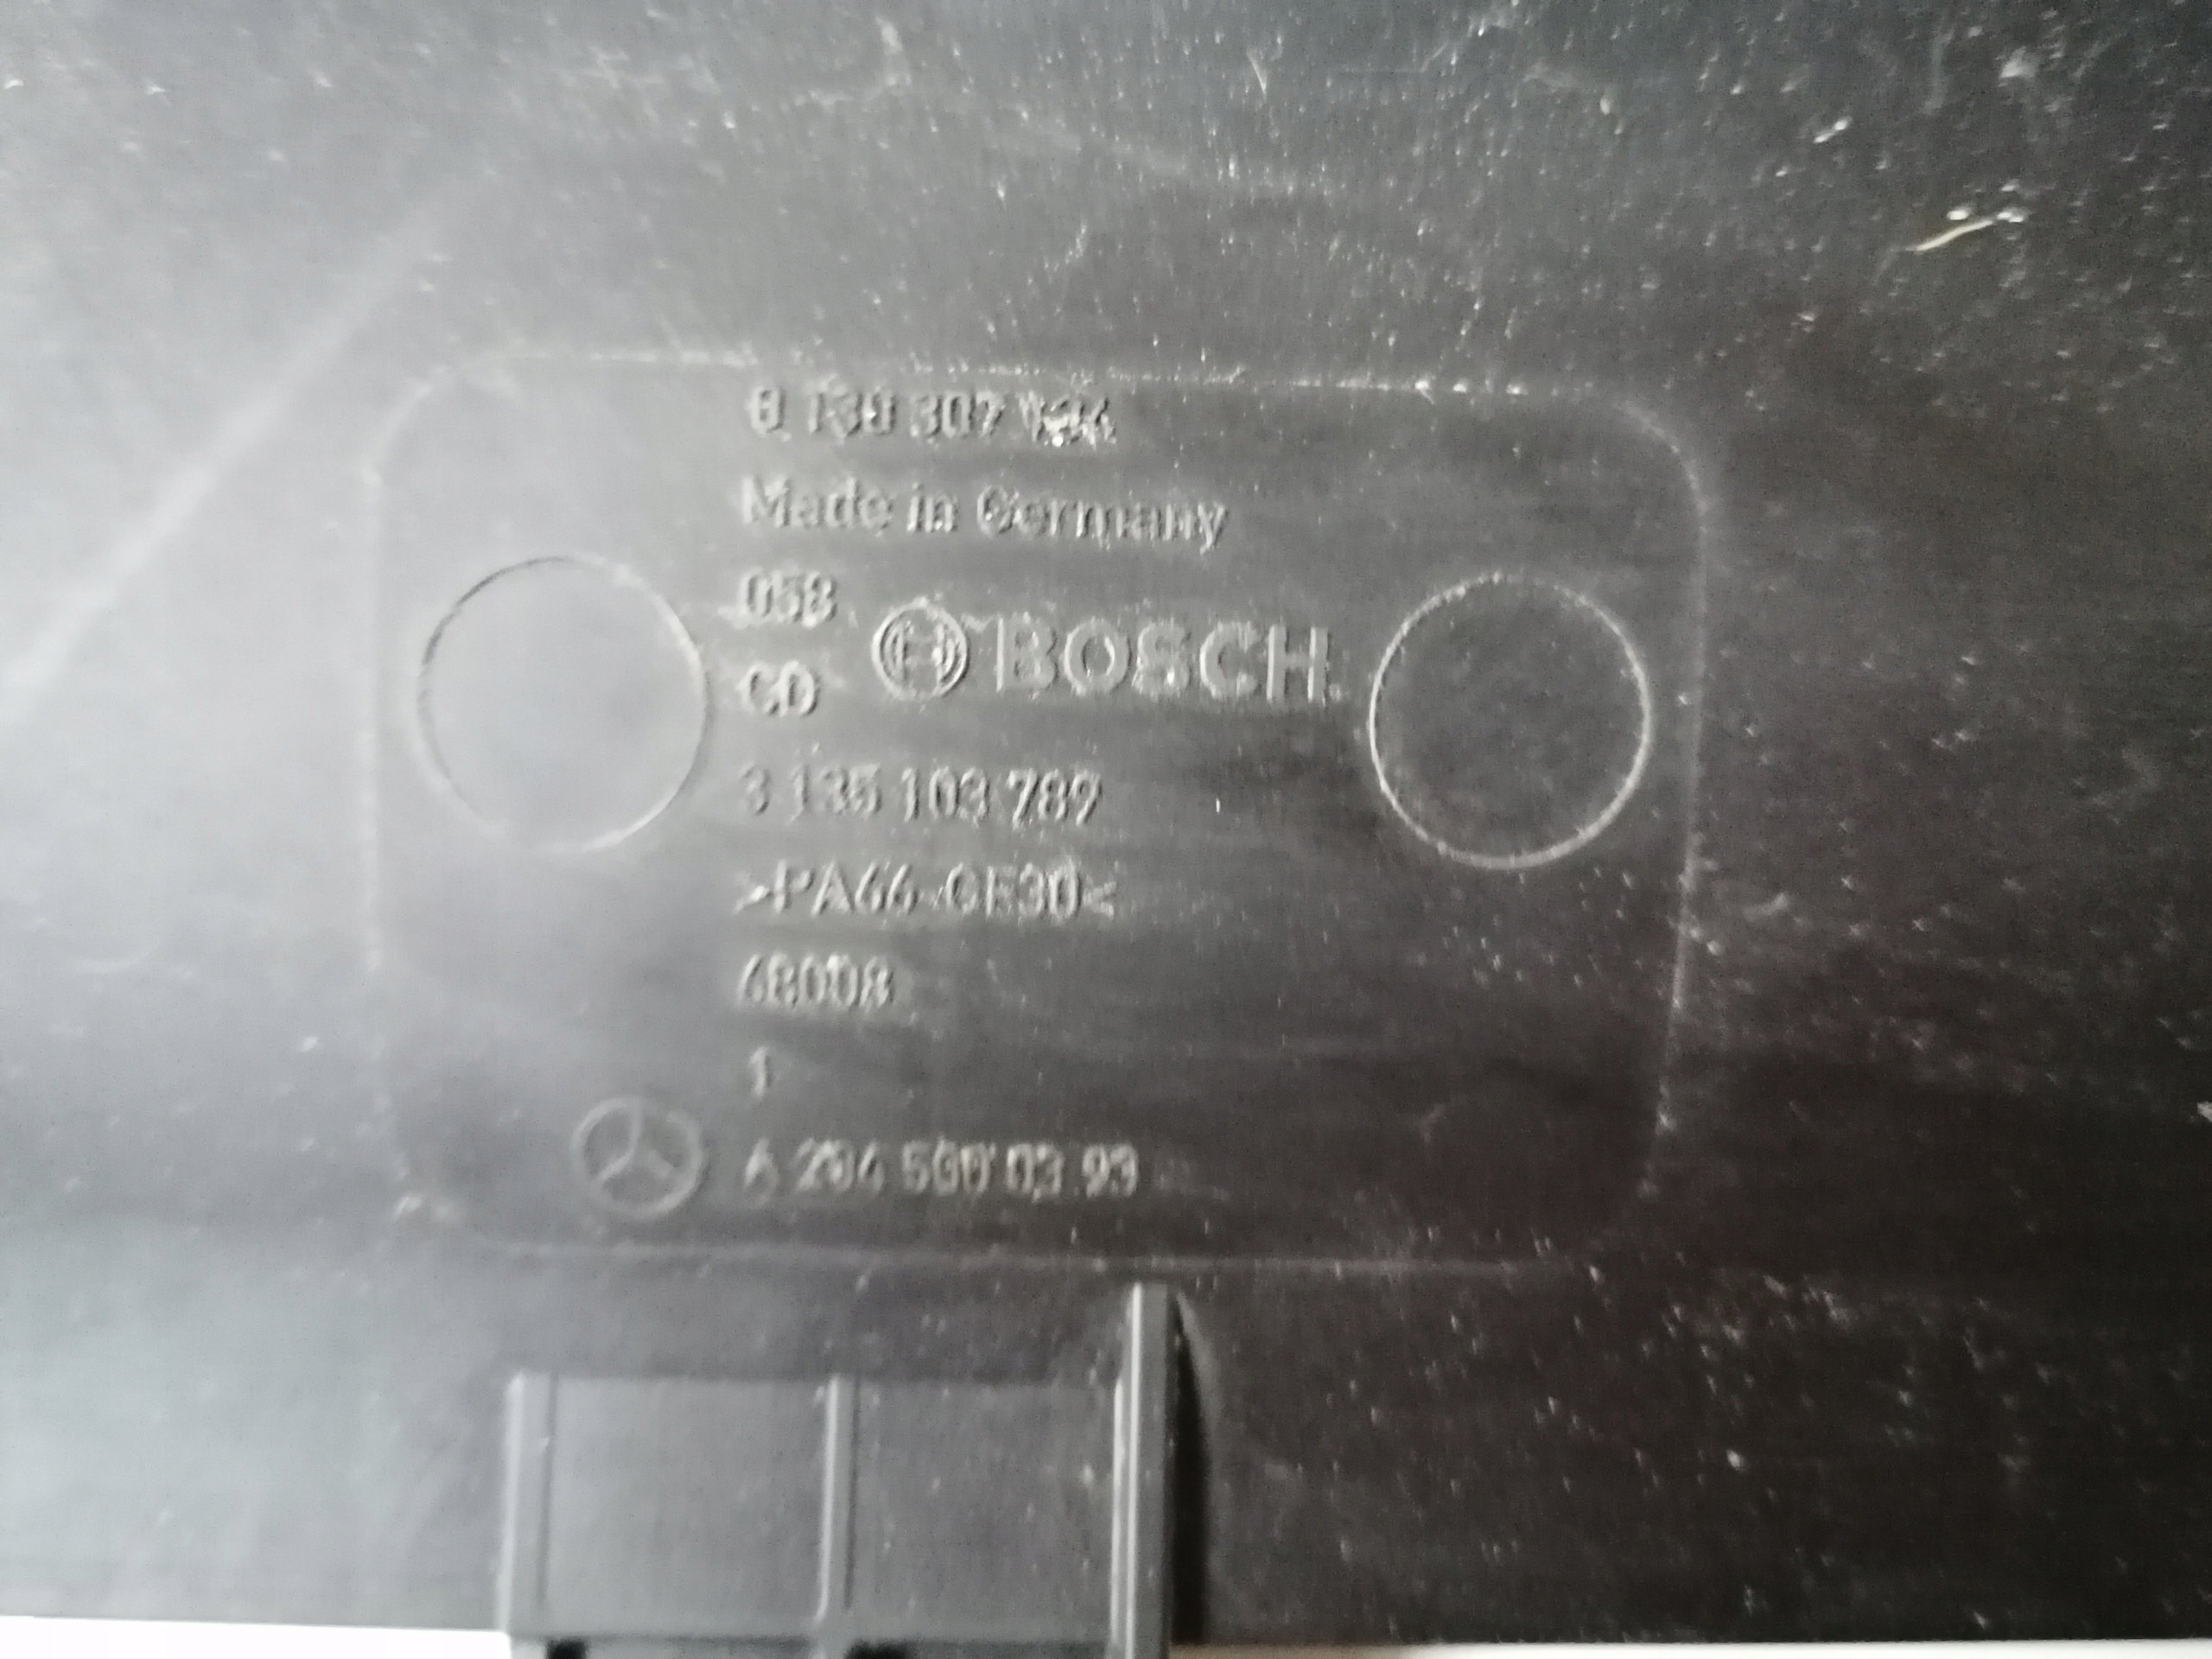 0 130 307
Made in Germany
058
BOSCH
CD
3 135 103 789
>PA66-GF30<
6B008
1
A 204 500 03 93